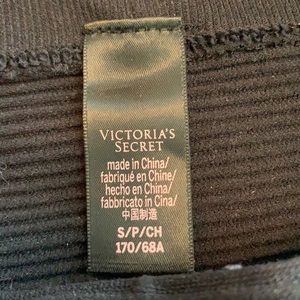 VICTORIA'S
SECRET
made in China/
fabriqué en Chine/
hecho en China/
fabbricato in Cina/
中国制造
S/P/CH
170/68A